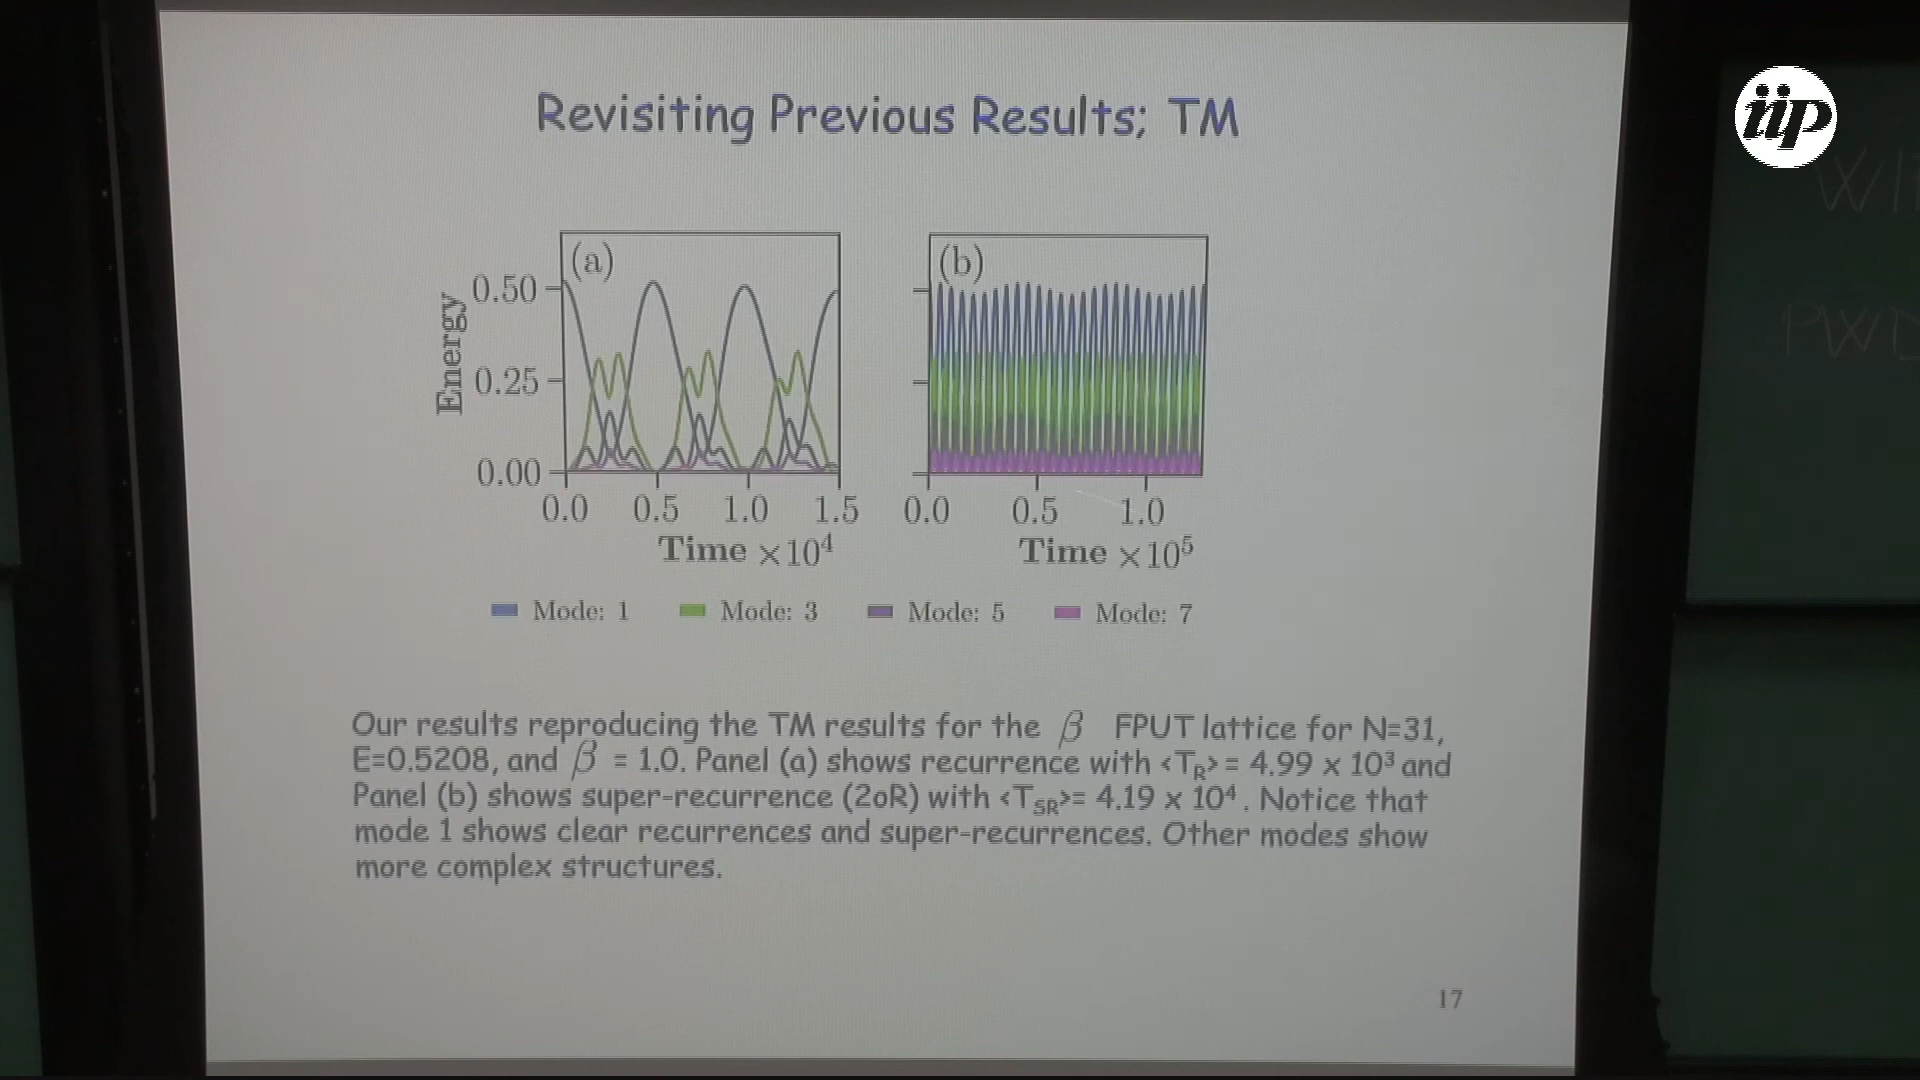 iip
Revisiting Previous Results; TM
(a)
(b)
Energy
0.50
0.25
0.00
0.0 0.5 1.0 1.5
0.0 0.5 1.0
Time ×10⁴
Time ×10⁵
Mode: 1 Mode: 3 Mode: 5 Mode: 7
Our results reproducing the TM results for the β FPUT lattice for N=31,
E=0.5208, and β = 1.0. Panel (a) shows recurrence with <T_R> = 4.99 x 10³ and
Panel (b) shows super-recurrence (2oR) with <T_SR>= 4.19 x 10⁴. Notice that
mode 1 shows clear recurrences and super-recurrences. Other modes show
more complex structures.
17